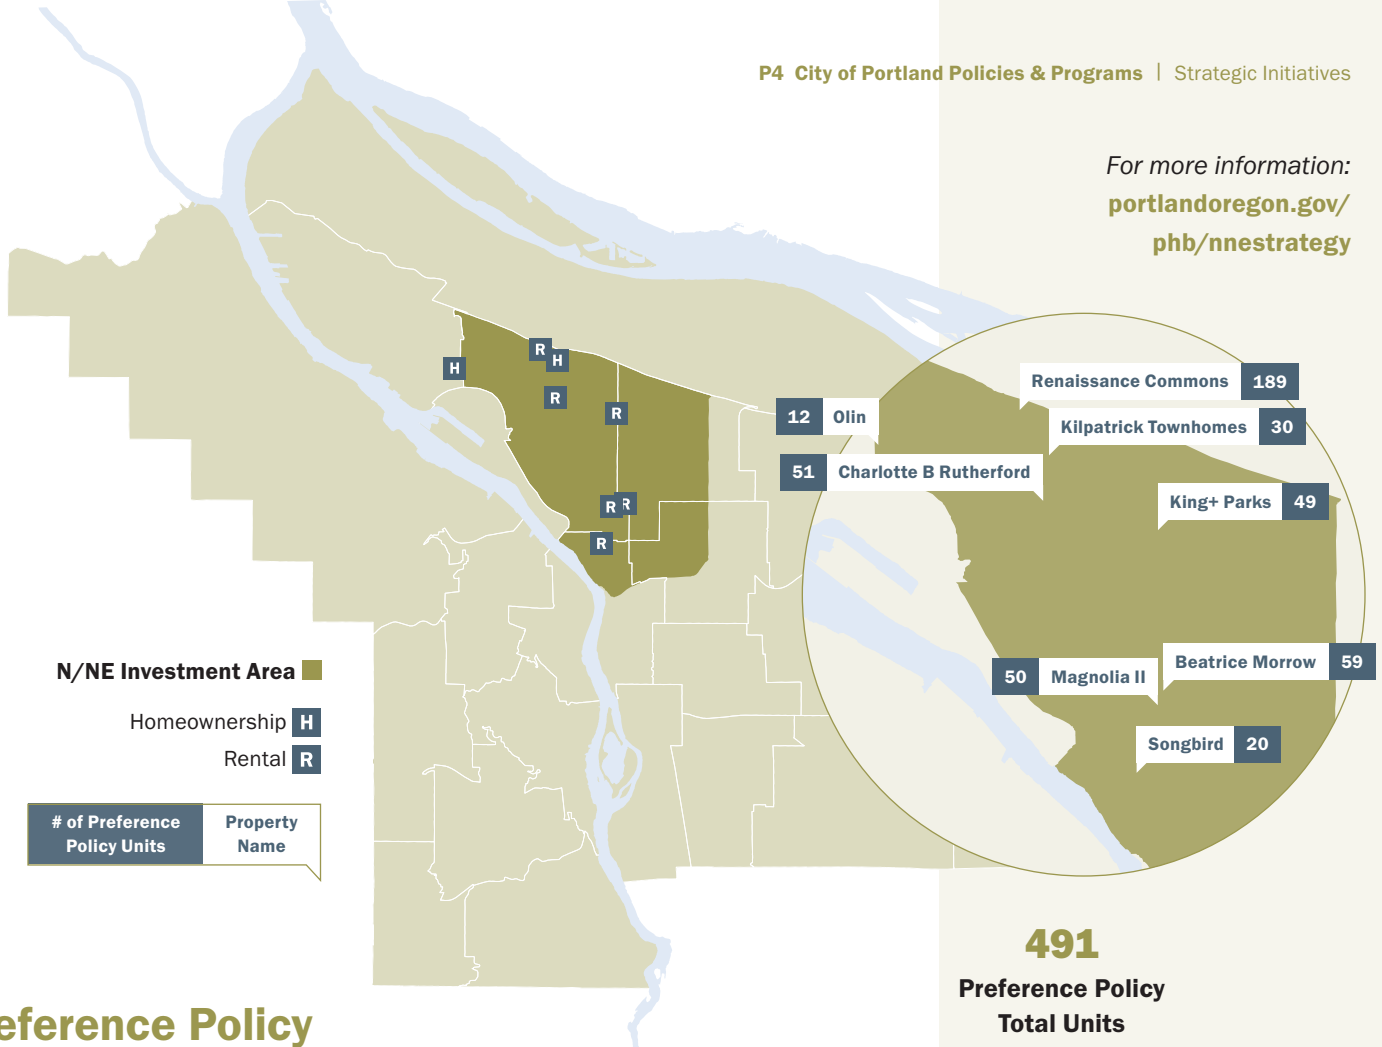 P4 City of Portland Policies & Programs | Strategic Initiatives
For more information:
portlandoregon.gov/
phb/nnestrategy
R
H
H
R
R
R
R
R
Renaissance Commons 189
12 Olin
Kilpatrick Townhomes 30
51 Charlotte B Rutherford
King+ Parks 49
Beatrice Morrow 59
50 Magnolia II
Songbird 20
N/NE Investment Area
Homeownership H
Rental R
# of Preference
Policy Units
Property
Name
491
Preference Policy
Total Units
eference Policy